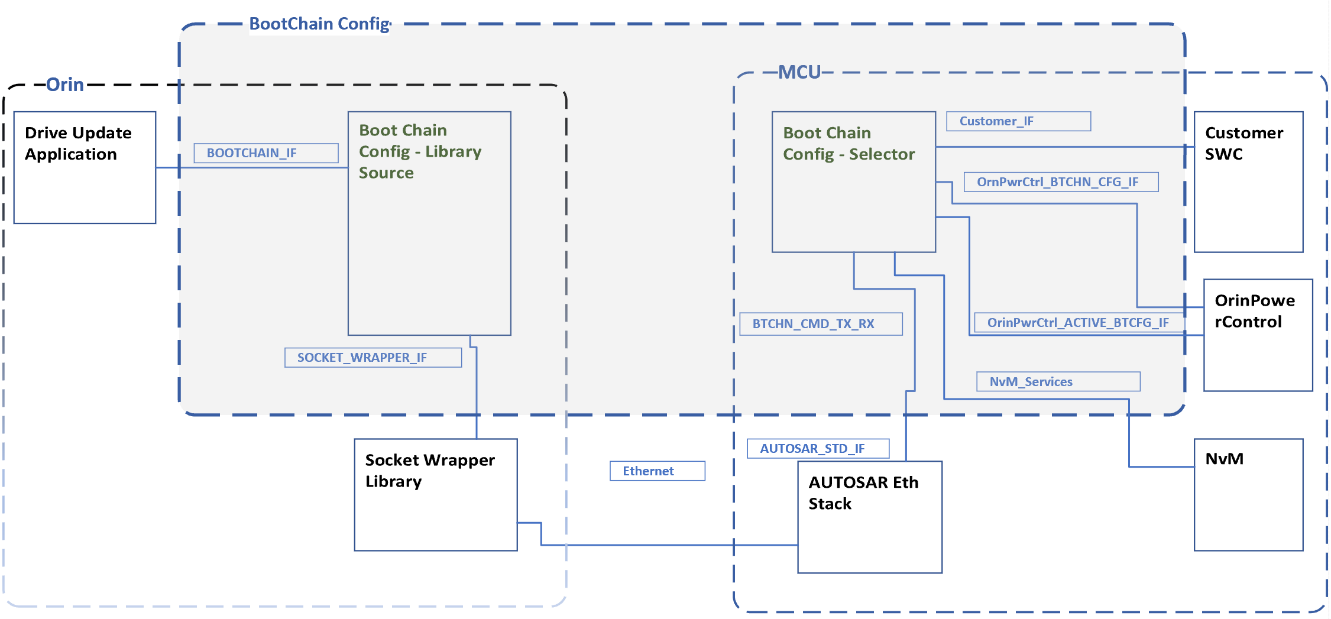 BootChain Config
Orin
MCU
Drive Update
Application
BOOTCHAIN_IF
Boot Chain
Config - Library
Source
Boot Chain
Config - Selector
Customer_IF
Customer
SWC
OrnPwrCtrl_BTCHN_CFG_IF
OrinPowe
rControl
BTCHN_CMD_TX_RX
OrinPwrCtrl_ACTIVE_BTCFG_IF
SOCKET_WRAPPER_IF
NvM_Services
Socket Wrapper
Library
Ethernet
AUTOSAR_STD_IF
AUTOSAR Eth
Stack
NvM